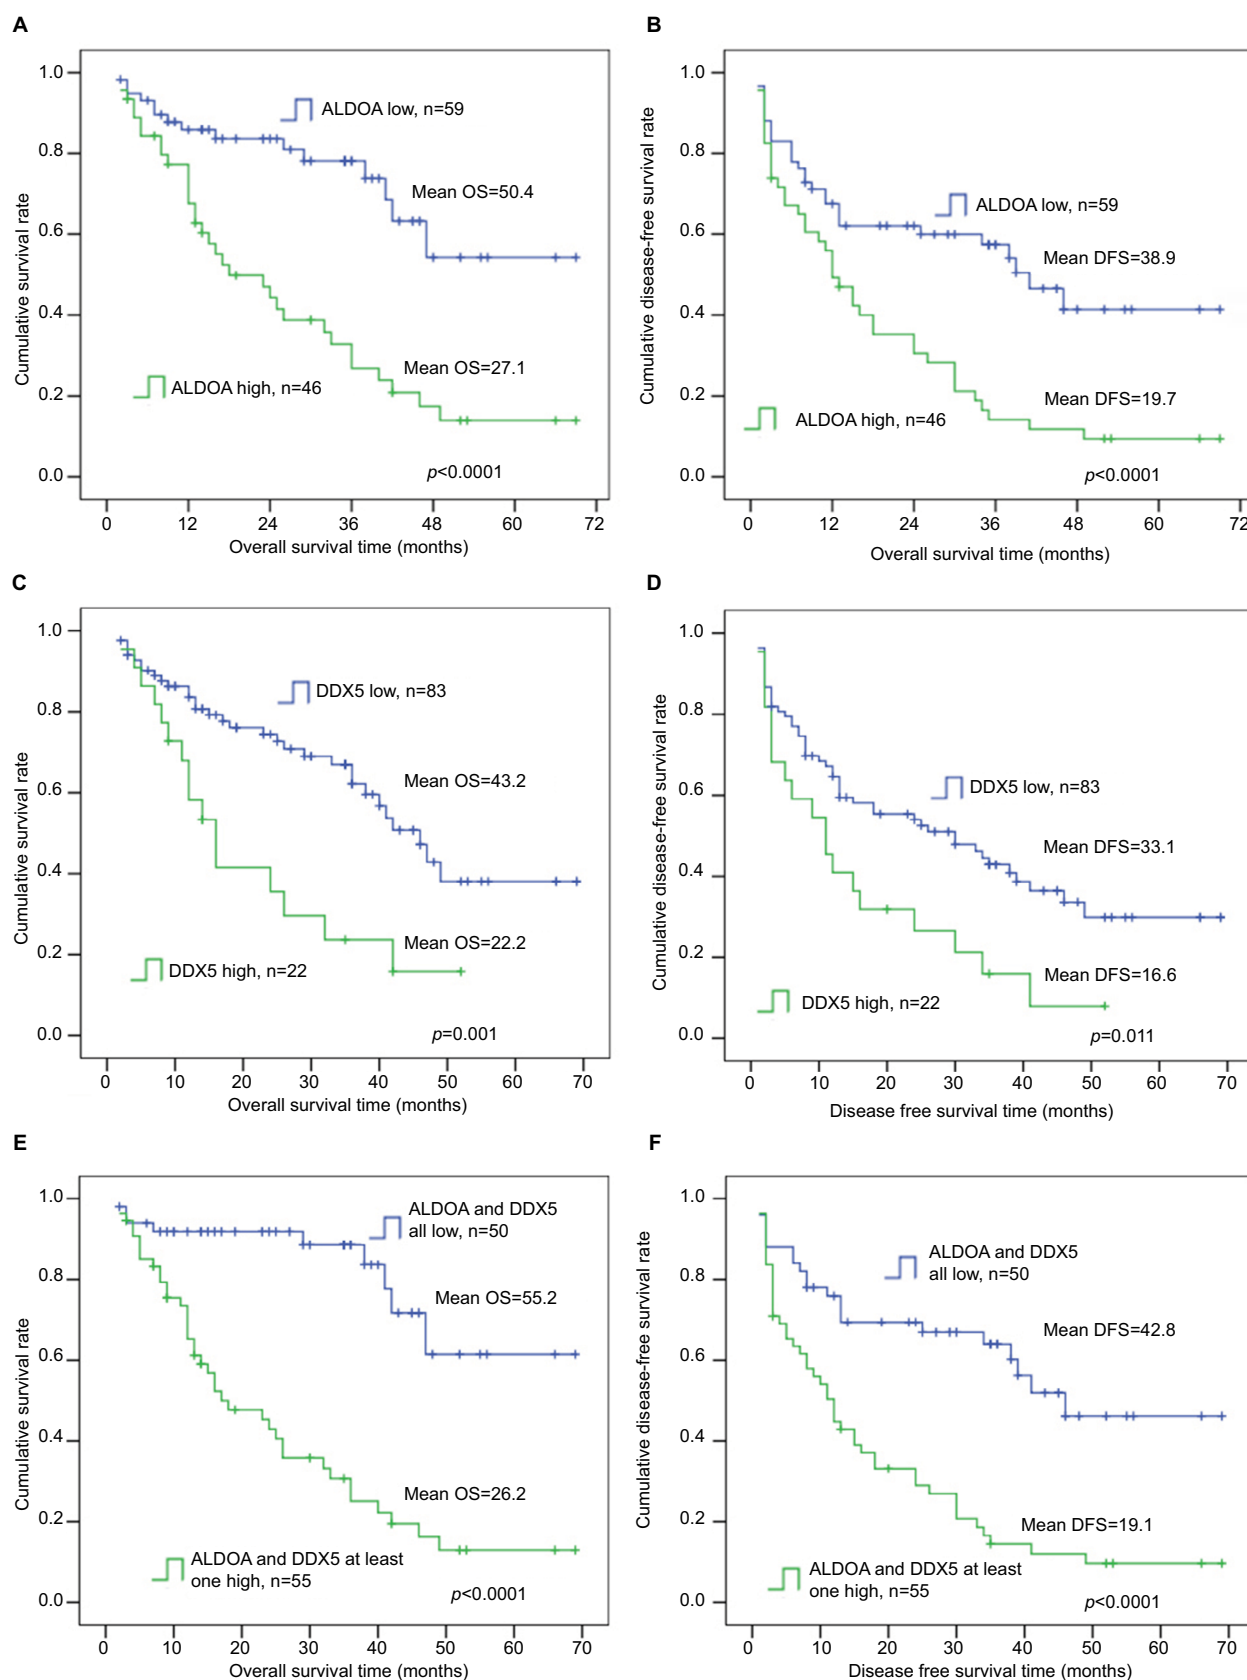 A
Cumulative survival rate
1.0
0.8
0.6
0.4
0.2
0.0
ALDOA low, n=59
Mean OS=50.4
Mean OS=27.1
ALDOA high, n=46
p<0.0001
0 12 24 36 48 60 72
Overall survival time (months)
B
Cumulative disease-free survival rate
1.0
0.8
0.6
0.4
0.2
0.0
ALDOA low, n=59
Mean DFS=38.9
Mean DFS=19.7
ALDOA high, n=46
p<0.0001
0 12 24 36 48 60 72
Overall survival time (months)
C
Cumulative survival rate
1.0
0.8
0.6
0.4
0.2
0.0
DDX5 low, n=83
Mean OS=43.2
Mean OS=22.2
DDX5 high, n=22
p=0.001
0 10 20 30 40 50 60 70
Overall survival time (months)
D
Cumulative disease-free survival rate
1.0
0.8
0.6
0.4
0.2
0.0
DDX5 low, n=83
Mean DFS=33.1
Mean DFS=16.6
DDX5 high, n=22
p=0.011
0 10 20 30 40 50 60 70
Disease free survival time (months)
E
Cumulative survival rate
1.0
0.8
0.6
0.4
0.2
0.0
ALDOA and DDX5
all low, n=50
Mean OS=55.2
Mean OS=26.2
ALDOA and DDX5 at least
one high, n=55
p<0.0001
0 10 20 30 40 50 60 70
Overall survival time (months)
F
Cumulative disease-free survival rate
1.0
0.8
0.6
0.4
0.2
0.0
ALDOA and DDX5
all low, n=50
Mean DFS=42.8
Mean DFS=19.1
ALDOA and DDX5 at least
one high, n=55
p<0.0001
0 10 20 30 40 50 60 70
Disease free survival time (months)